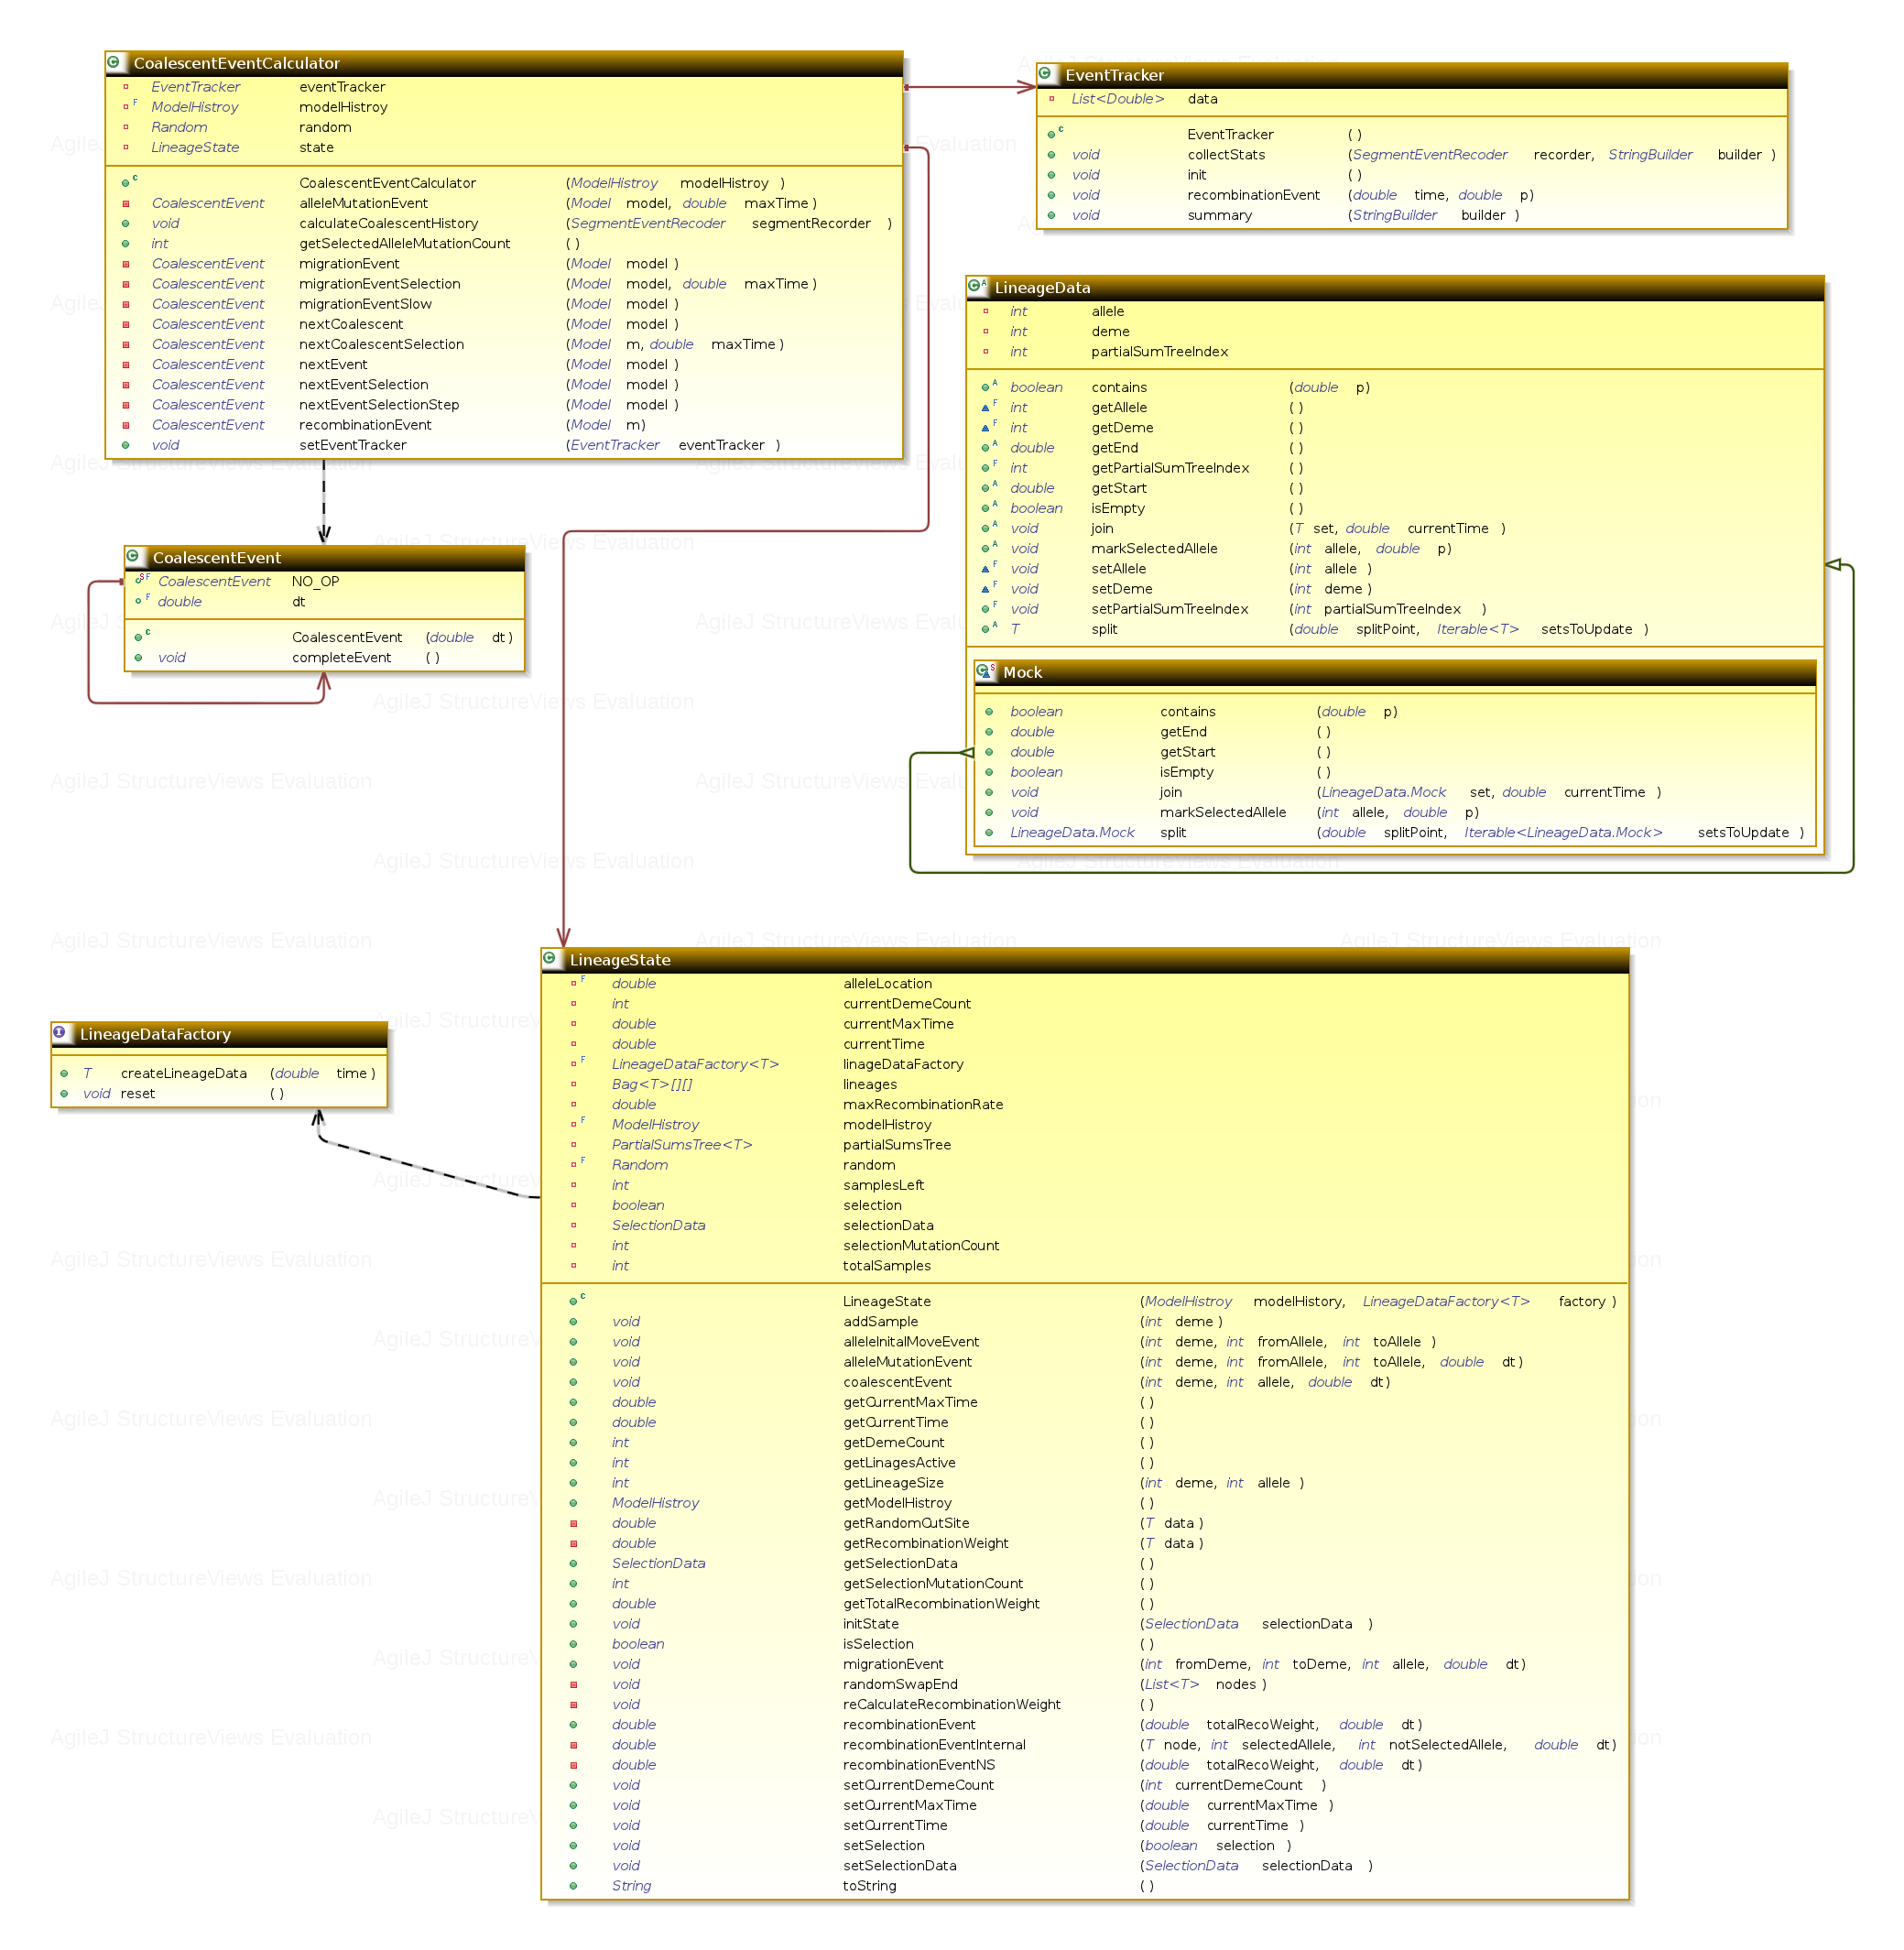 CoalescentEventCalculator
EventTracker eventTracker
F ModelHistroy modelHistroy
Random random
LineageState state
c CoalescentEventCalculator (ModelHistroy modelHistroy )
CoalescentEvent alleleMutationEvent (Model model, double maxTime )
void calculateCoalescentHistory (SegmentEventRecoder segmentRecorder )
int getSelectedAlleleMutationCount ( )
CoalescentEvent migrationEvent (Model model )
CoalescentEvent migrationEventSelection (Model model, double maxTime )
CoalescentEvent migrationEventSlow (Model model )
CoalescentEvent nextCoalescent (Model model )
CoalescentEvent nextCoalescentSelection (Model m, double maxTime )
CoalescentEvent nextEvent (Model model )
CoalescentEvent nextEventSelection (Model model )
CoalescentEvent nextEventSelectionStep (Model model )
CoalescentEvent recombinationEvent (Model m)
void setEventTracker (EventTracker eventTracker )
EventTracker
List<Double> data
c EventTracker ( )
void collectStats (SegmentEventRecoder recorder, StringBuilder builder )
void init ( )
void recombinationEvent (double time, double p)
void summary (StringBuilder builder )
LineageData
int allele
int deme
int partialSumTreeIndex
A boolean contains (double p)
F int getAllele ( )
F int getDeme ( )
A double getEnd ( )
F int getPartialSumTreeIndex ( )
A double getStart ( )
A boolean isEmpty ( )
A void join (T set, double currentTime )
A void markSelectedAllele (int allele, double p)
F void setAllele (int allele )
F void setDeme (int deme )
F void setPartialSumTreeIndex (int partialSumTreeIndex )
A T split (double splitPoint, Iterable<T> setsToUpdate )
Mock
boolean contains (double p)
double getEnd ( )
double getStart ( )
boolean isEmpty ( )
void join (LineageData.Mock set, double currentTime )
void markSelectedAllele (int allele, double p)
LineageData.Mock split (double splitPoint, Iterable<LineageData.Mock> setsToUpdate )
CoalescentEvent
S F CoalescentEvent NO_OP
F double dt
c CoalescentEvent (double dt )
void completeEvent ( )
LineageDataFactory
T createLineageData (double time )
void reset ( )
LineageState
F double alleleLocation
int currentDemeCount
double currentMaxTime
double currentTime
F LineageDataFactory<T> linageDataFactory
Bag<T>[][] lineages
double maxRecombinationRate
F ModelHistroy modelHistroy
PartialSumsTree<T> partialSumsTree
F Random random
int samplesLeft
boolean selection
SelectionData selectionData
int selectionMutationCount
int totalSamples
c LineageState (ModelHistroy modelHistory, LineageDataFactory<T> factory )
void addSample (int deme )
void alleleInitalMoveEvent (int deme, int fromAllele, int toAllele )
void alleleMutationEvent (int deme, int fromAllele, int toAllele, double dt )
void coalescentEvent (int deme, int allele, double dt )
double getCurrentMaxTime ( )
double getCurrentTime ( )
int getDemeCount ( )
int getLinagesActive ( )
int getLineageSize (int deme, int allele )
ModelHistroy getModelHistroy ( )
double getRandomCutSite (T data )
double getRecombinationWeight (T data )
SelectionData getSelectionData ( )
int getSelectionMutationCount ( )
double getTotalRecombinationWeight ( )
void initState (SelectionData selectionData )
boolean isSelection ( )
void migrationEvent (int fromDeme, int toDeme, int allele, double dt )
void randomSwapEnd (List<T> nodes )
void reCalculateRecombinationWeight ( )
double recombinationEvent (double totalRecoWeight, double dt )
double recombinationEventInternal (T node, int selectedAllele, int notSelectedAllele, double dt )
double recombinationEventNS (double totalRecoWeight, double dt )
void setCurrentDemeCount (int currentDemeCount )
void setCurrentMaxTime (double currentMaxTime )
void setCurrentTime (double currentTime )
void setSelection (boolean selection )
void setSelectionData (SelectionData selectionData )
String toString ( )